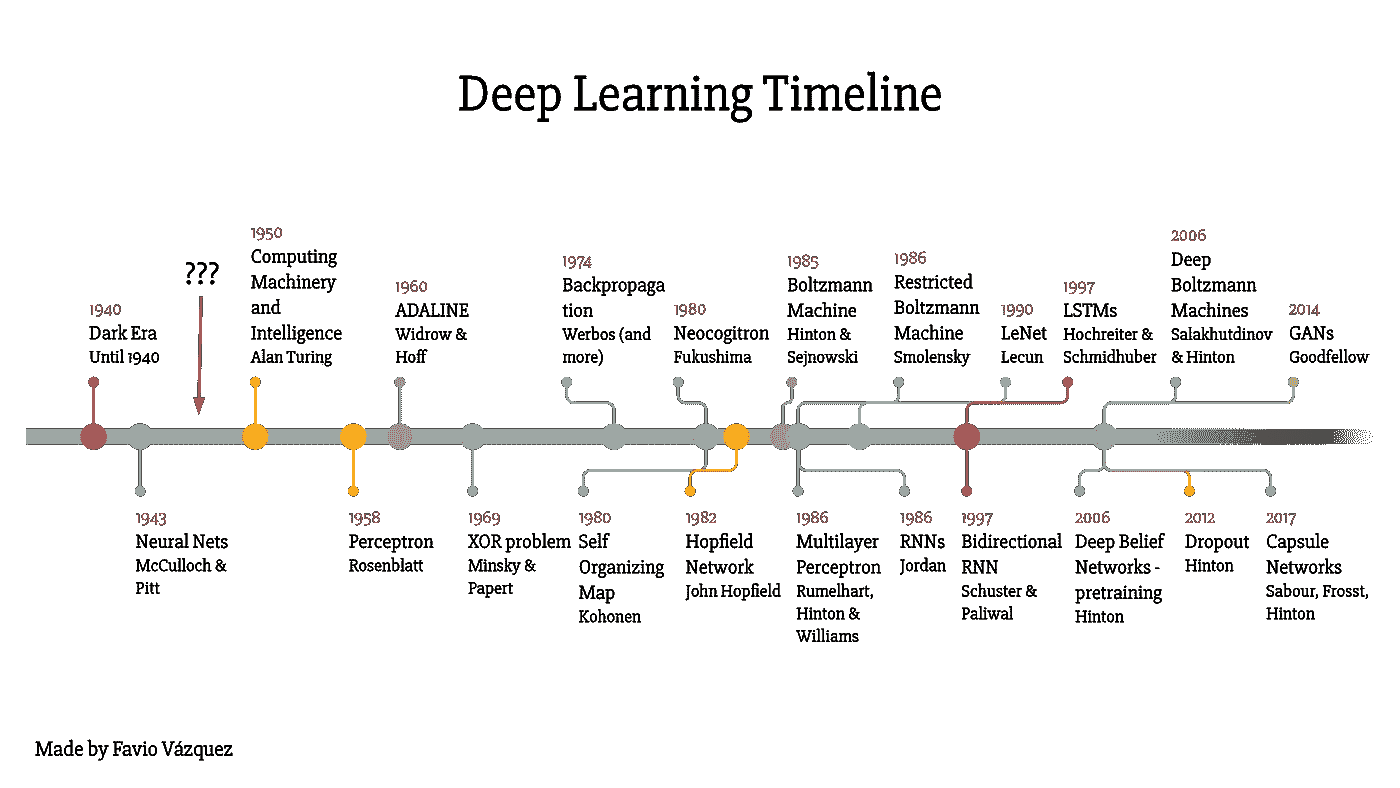 Deep Learning Timeline
???
1940
Dark Era
Until 1940
1950
Computing
Machinery
and
Intelligence
Alan Turing
1960
ADALINE
Widrow &
Hoff
1974
Backpropaga
tion
Werbos (and
more)
1980
Neocogitron
Fukushima
1985
Boltzmann
Machine
Hinton &
Sejnowski
1986
Restricted
Boltzmann
Machine
Smolensky
1990
LeNet
Lecun
1997
LSTMs
Hochreiter &
Schmidhuber
2006
Deep
Boltzmann
Machines
Salakhutdinov
& Hinton
2014
GANs
Goodfellow
1943
Neural Nets
McCulloch &
Pitt
1958
Perceptron
Rosenblatt
1969
XOR problem
Minsky &
Papert
1980
Self
Organizing
Map
Kohonen
1982
Hopfield
Network
John Hopfield
1986
Multilayer
Perceptron
Rumelhart,
Hinton &
Williams
1986
RNNs
Jordan
1997
Bidirectional
RNN
Schuster &
Paliwal
2006
Deep Belief
Networks -
pretraining
Hinton
2012
Dropout
Hinton
2017
Capsule
Networks
Sabour, Frosst,
Hinton
Made by Favio Vázquez